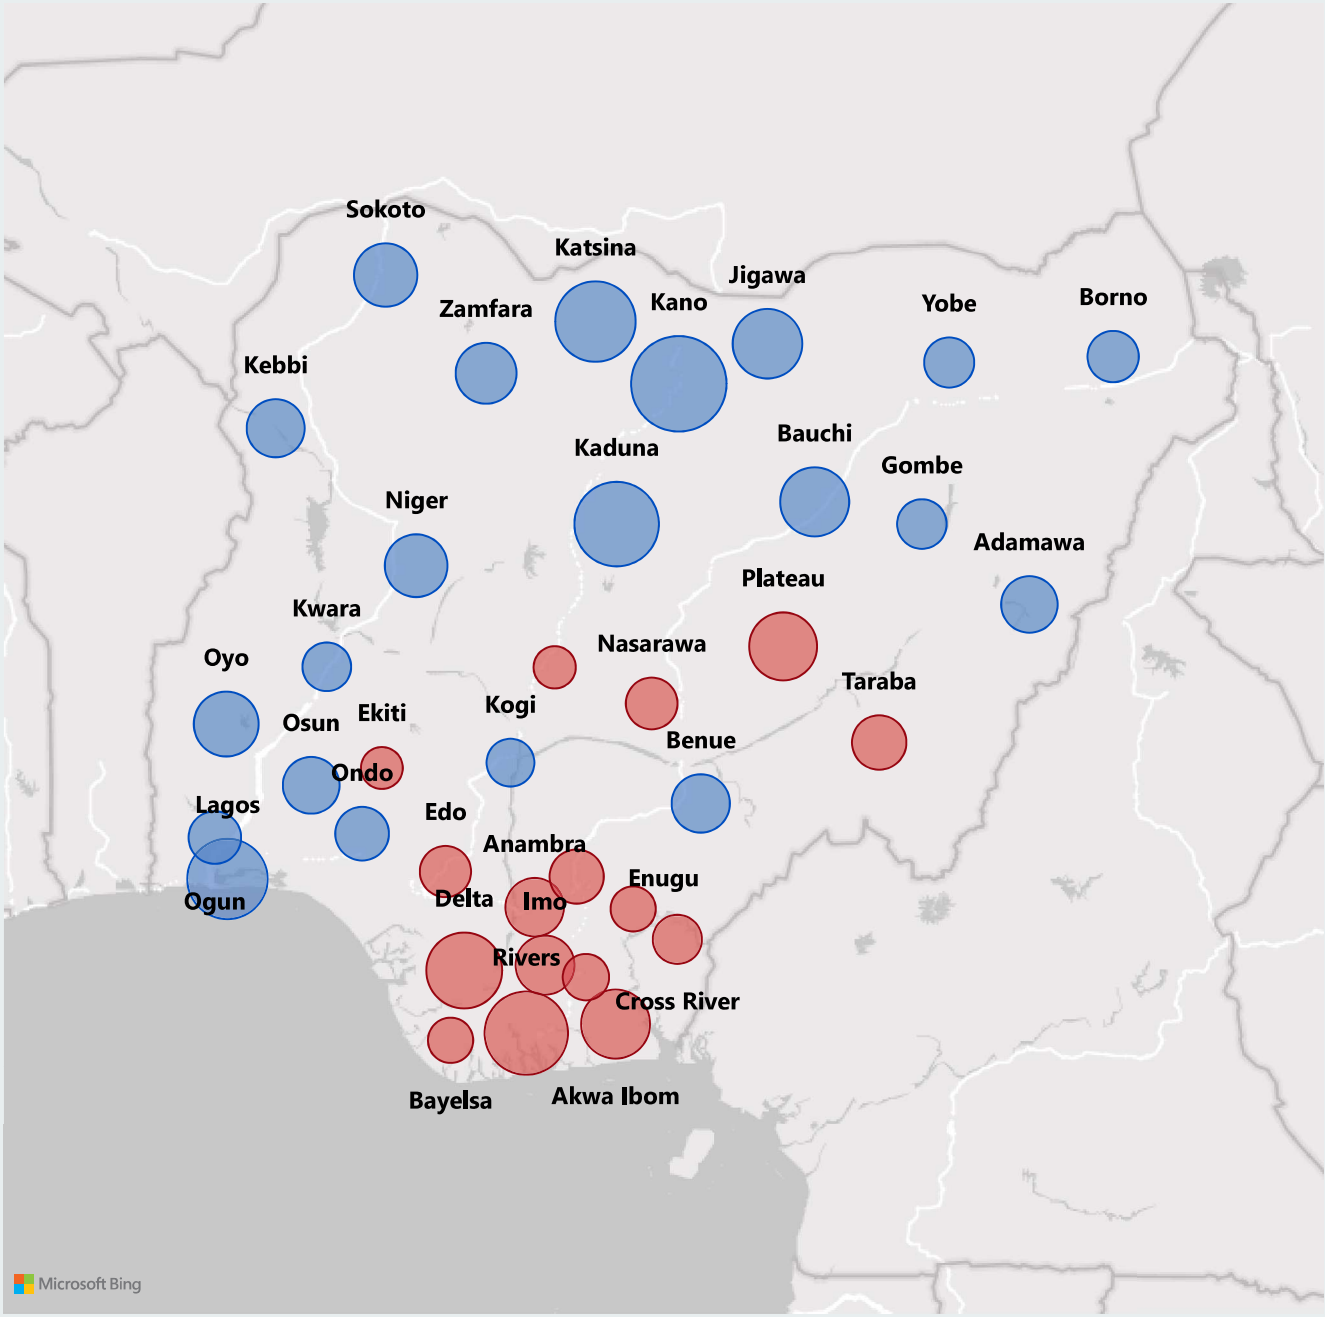 Sokoto
Katsina
Jigawa
Zamfara
Kano
Yobe
Borno
Kebbi
Kaduna
Bauchi
Gombe
Niger
Adamawa
Plateau
Kwara
Nasarawa
Oyo
Taraba
Kogi
Osun
Ekiti
Benue
Ondo
Lagos
Edo
Anambra
Enugu
Delta
Imo
Ogun
Rivers
Cross River
Bayelsa
Akwa Ibom
Microsoft Bing